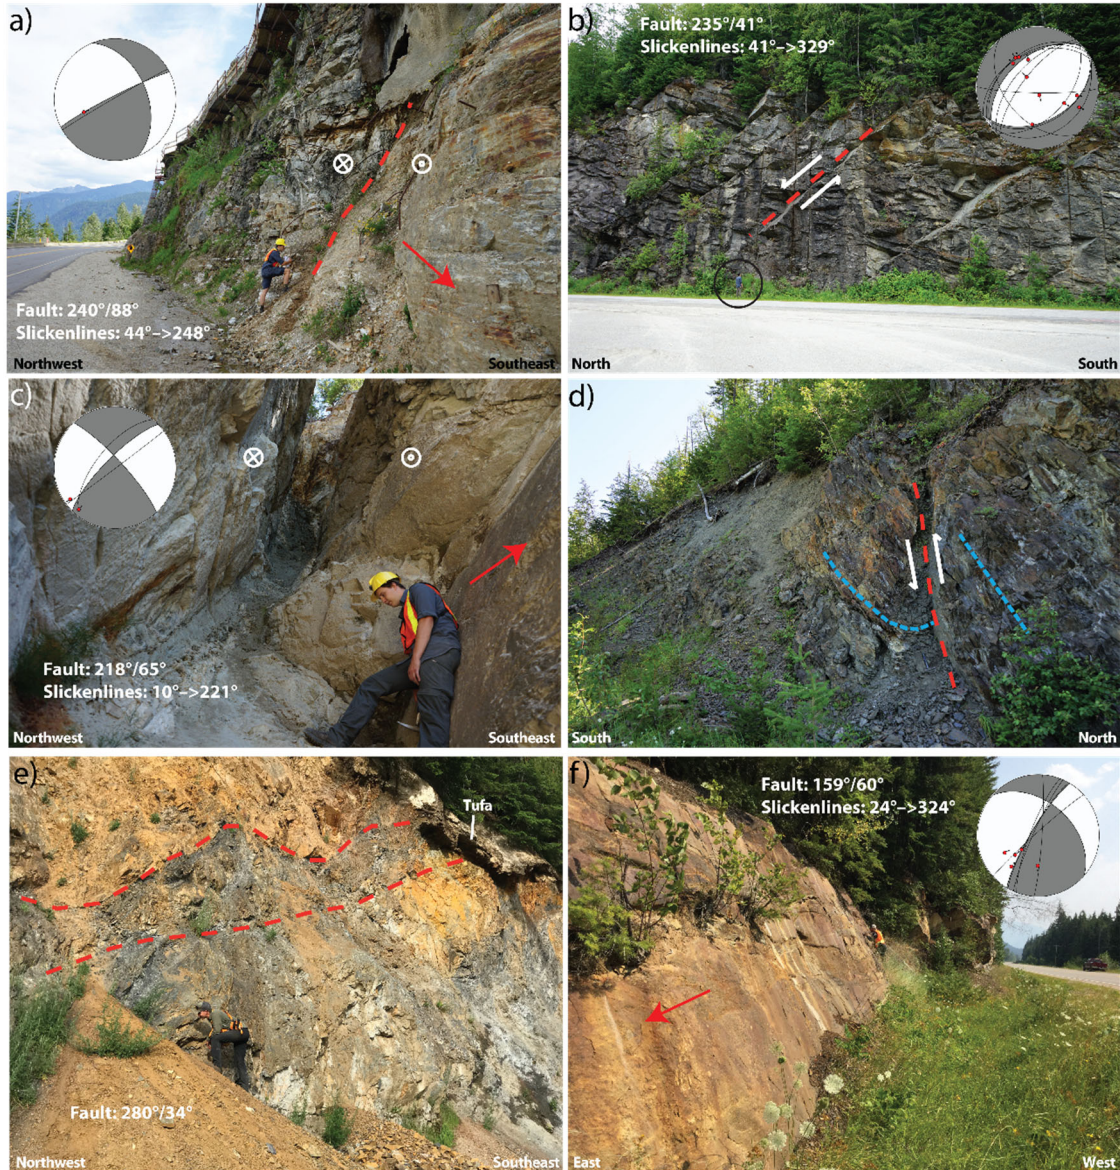 a)
Fault: 240°/88°
Slickenlines: 44°–>248°
Northwest
Southeast
b)
Fault: 235°/41°
Slickenlines: 41°–>329°
North
South
c)
Fault: 218°/65°
Slickenlines: 10°–>221°
Northwest
Southeast
d)
South
North
e)
Tufa
Fault: 280°/34°
Northwest
Southeast
f)
Fault: 159°/60°
Slickenlines: 24°–>324°
East
West